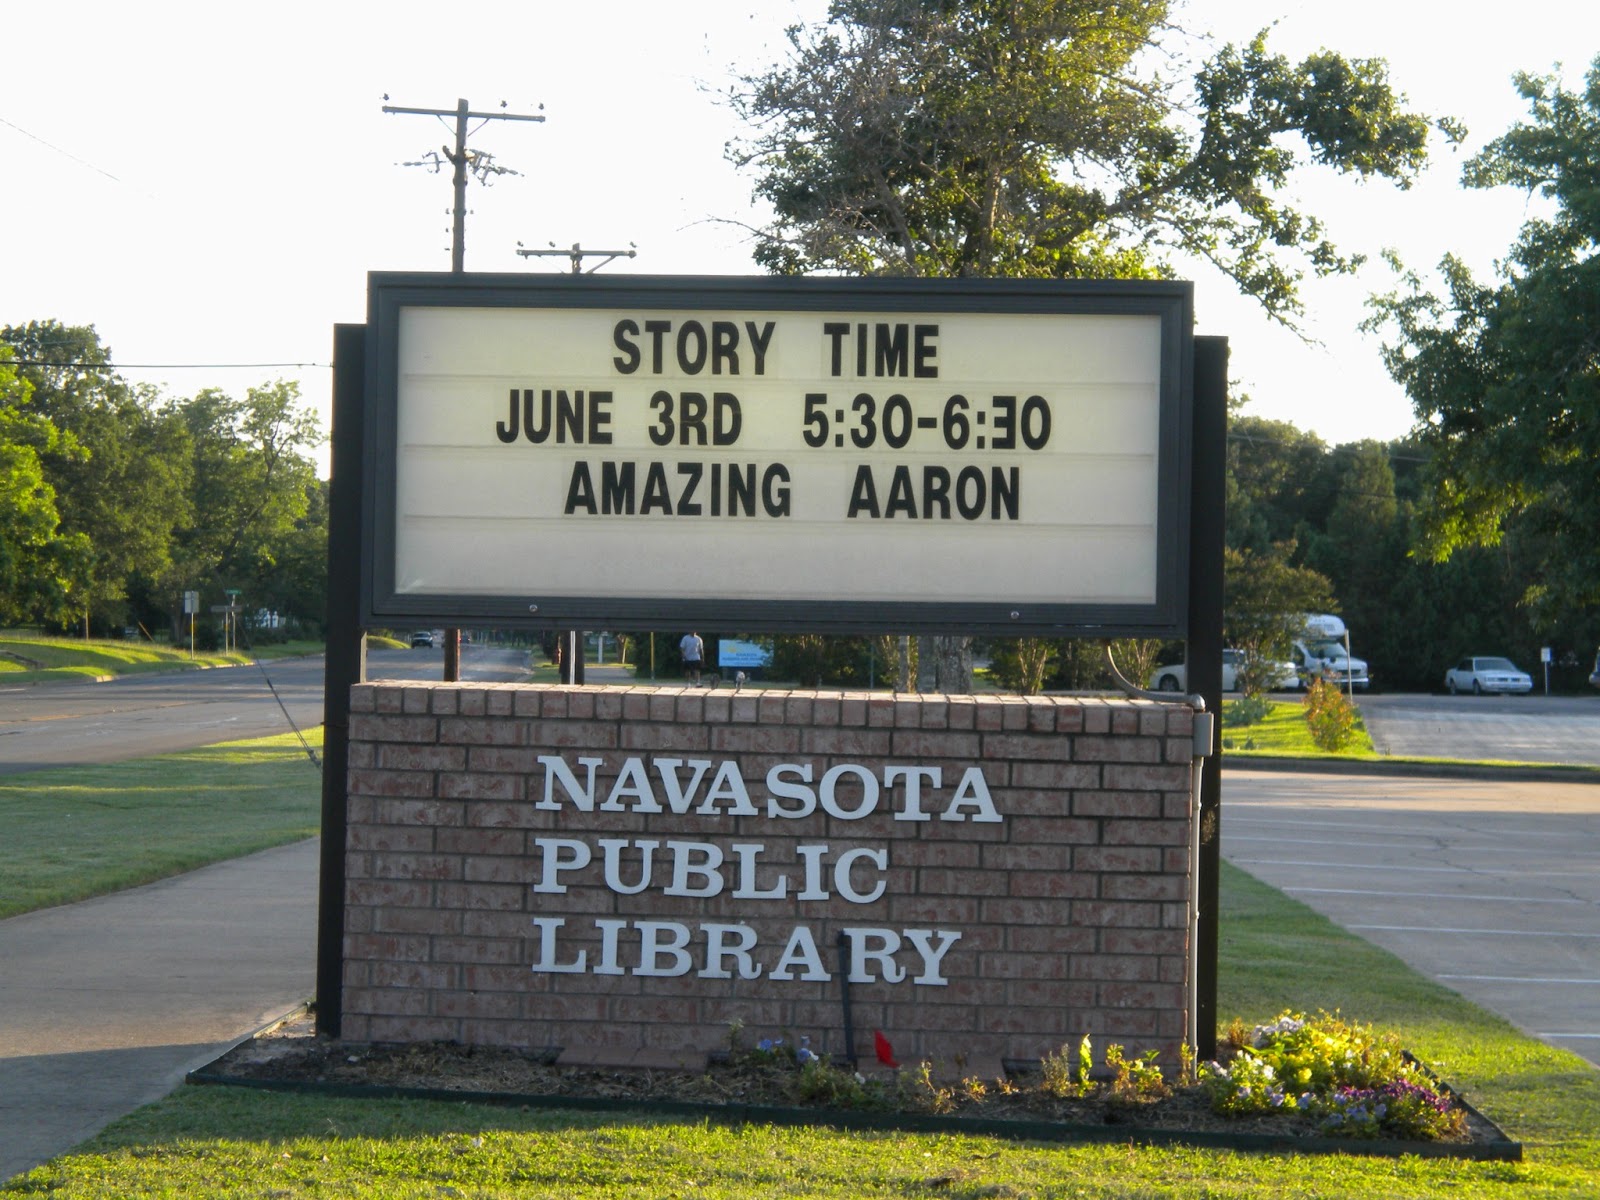 STORY TIME
JUNE 3RD 5:30-6:30
AMAZING AARON
NAVASOTA
PUBLIC
LIBRARY